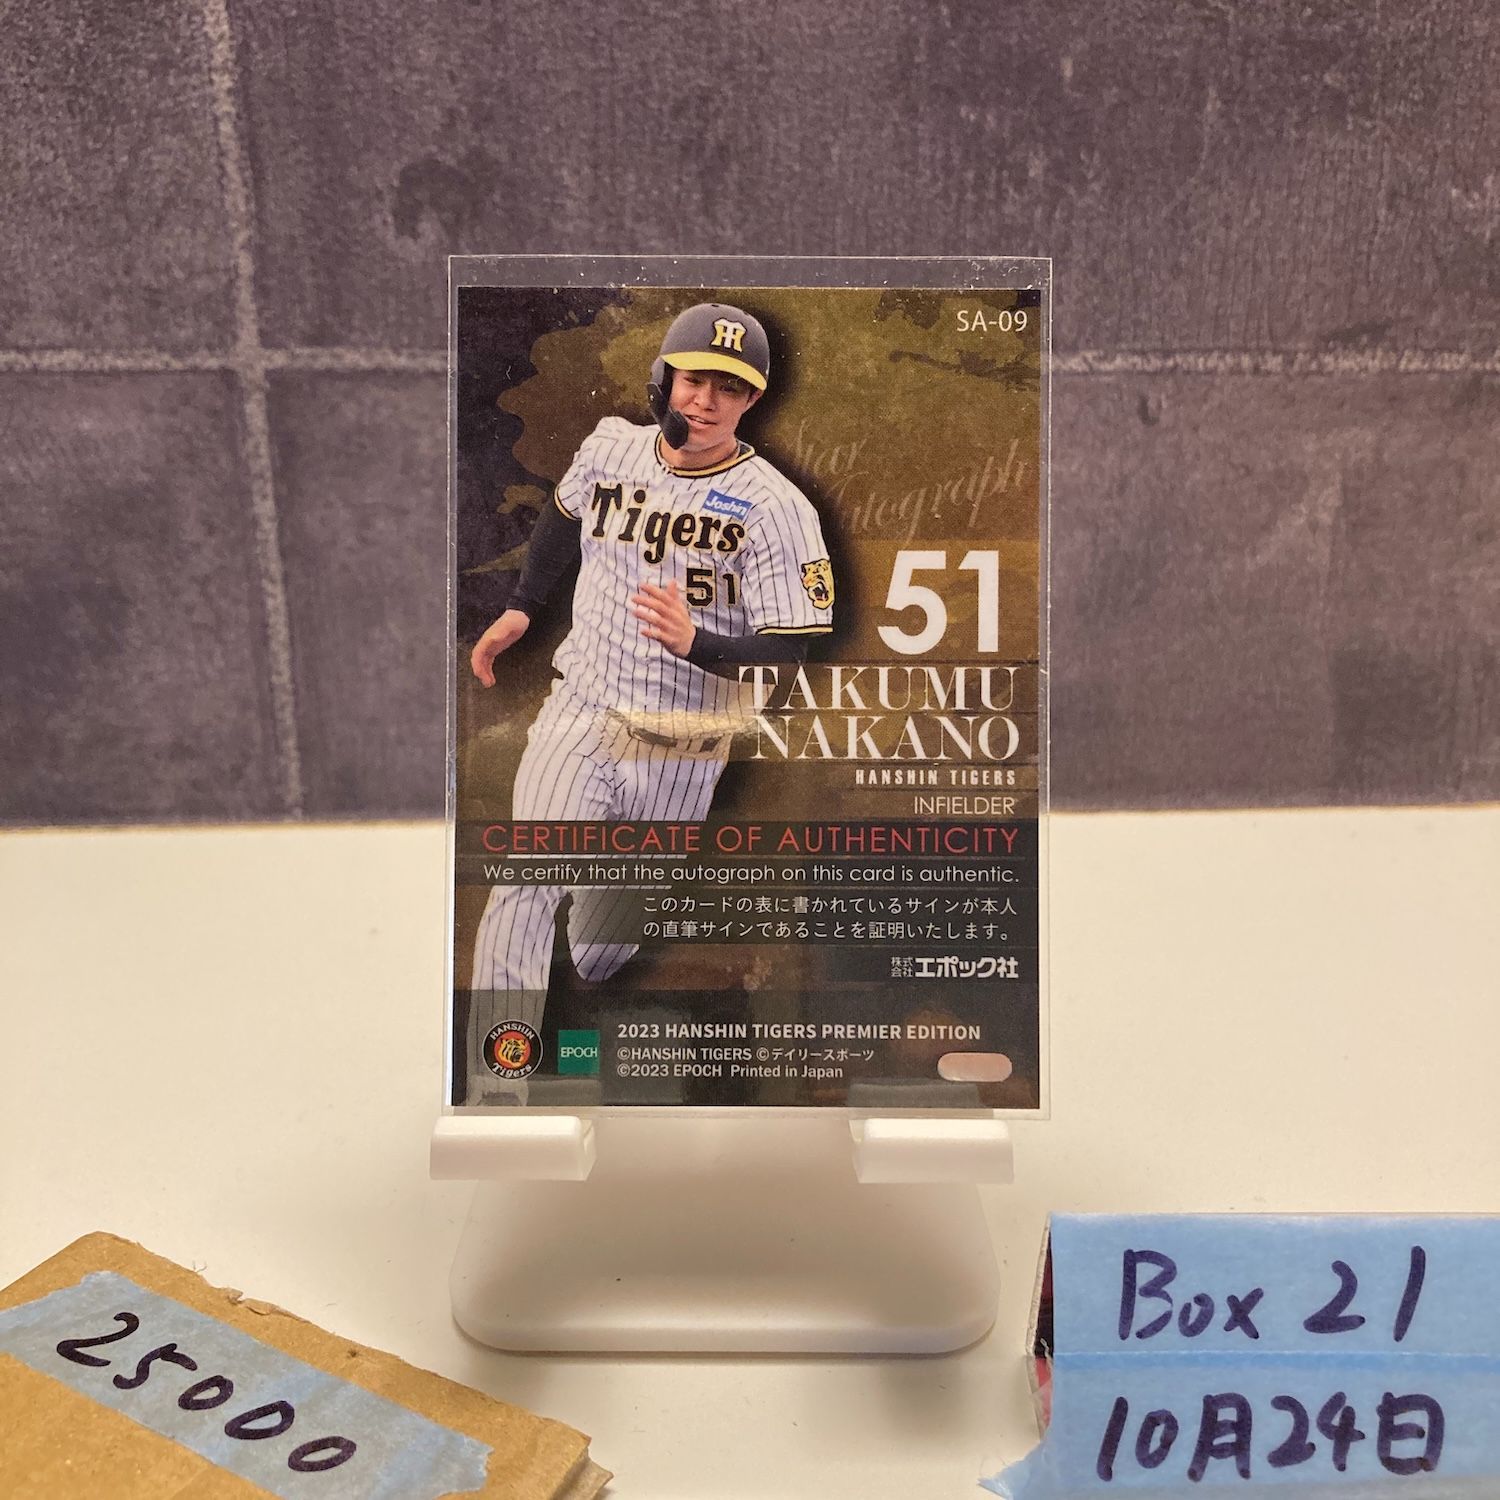 SA-09
Star
Autograph
Joshin
Tigers
51
51
TAKUMU
NAKANO
HANSHIN TIGERS
INFIELDER
CERTIFICATE OF AUTHENTICITY
We certify that the autograph on this card is authentic.
このカードの表に書かれているサインが本人
の直筆サインであることを証明いたします。
株式会社エポック社
HANSHIN
Tigers
EPOCH
2023 HANSHIN TIGERS PREMIER EDITION
©HANSHIN TIGERS ©デイリースポーツ
©2023 EPOCH Printed in Japan
25000
Box 21
10月24日